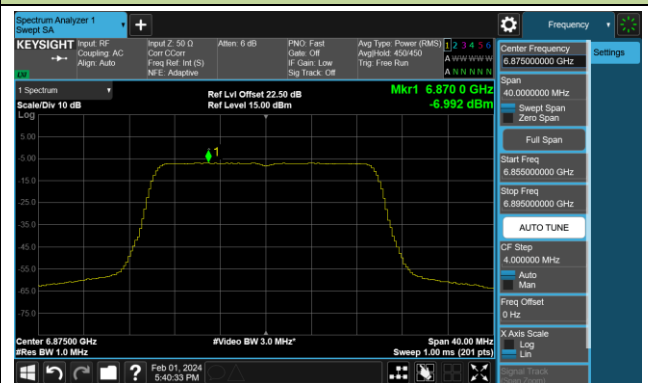 Spectrum Analyzer 1
Swept SA
+
Frequency
KEYSIGHT
Input: RF
Coupling: AC
Align: Auto
Input Z: 50 Ω
Corr CCorr
Freq Ref: Int (S)
NFE: Adaptive
Atten: 6 dB
PNO: Fast
Gate: Off
IF Gain: Low
Sig Track: Off
Avg Type: Power (RMS)
Avg|Hold: 450/450
Trig: Free Run
1 2 3 4 5 6
A W W W W W
A N N N N N
Center Frequency
6.875000000 GHz
Settings
Span
40.0000000 MHz
Swept Span
Zero Span
Full Span
Start Freq
6.855000000 GHz
Stop Freq
6.895000000 GHz
AUTO TUNE
CF Step
4.000000 MHz
Auto
Man
Freq Offset
0 Hz
X Axis Scale
Log
Lin
Signal Track
(Span Zoom)
1 Spectrum
Scale/Div 10 dB
Log
Ref Lvl Offset 22.50 dB
Ref Level 15.00 dBm
Mkr1 6.870 0 GHz
-6.992 dBm
1
5.00
-5.00
-15.0
-25.0
-35.0
-45.0
-55.0
-65.0
-75.0
Center 6.87500 GHz
#Res BW 1.0 MHz
#Video BW 3.0 MHz*
Span 40.00 MHz
Sweep 1.00 ms (201 pts)
?
Feb 01, 2024
5:40:33 PM